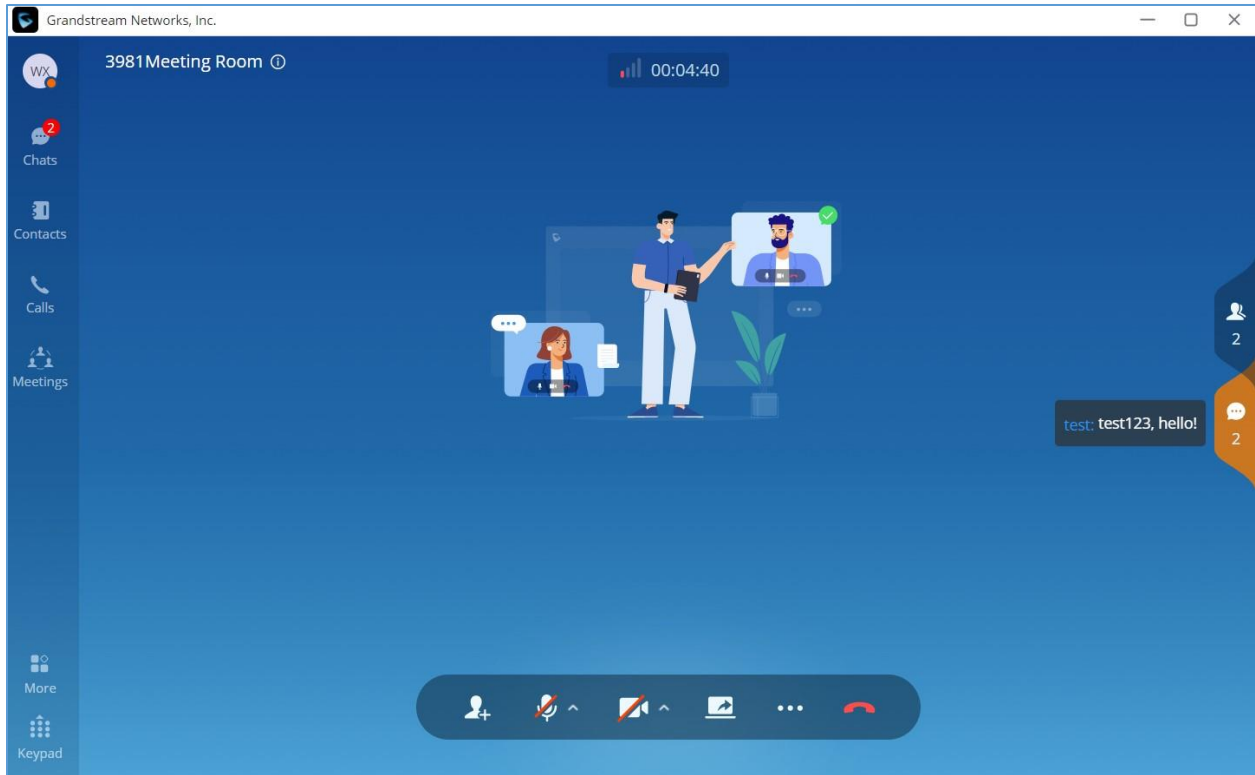 Grandstream Networks, Inc.
WX
3981Meeting Room
00:04:40
2
Chats
Contacts
Calls
Meetings
2
test: test123, hello!
2
More
Keypad